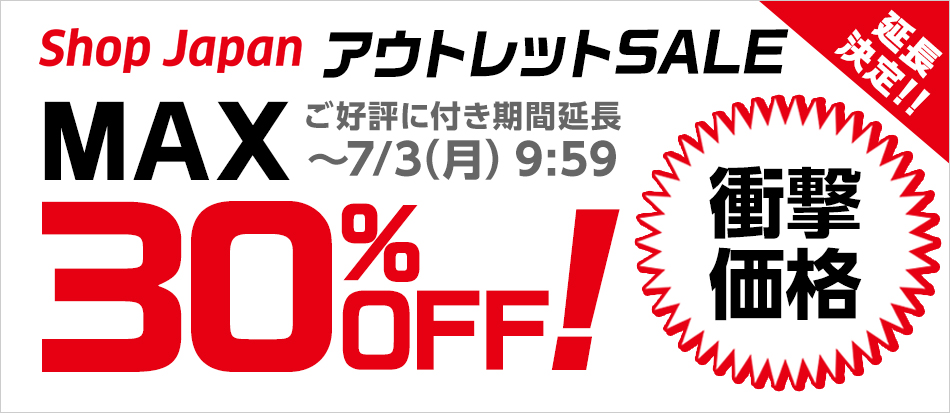 Shop Japan アウトレットSALE
延長
決定!!
MAX
ご好評に付き期間延長
～7/3(月) 9:59
30%OFF!
衝撃
価格